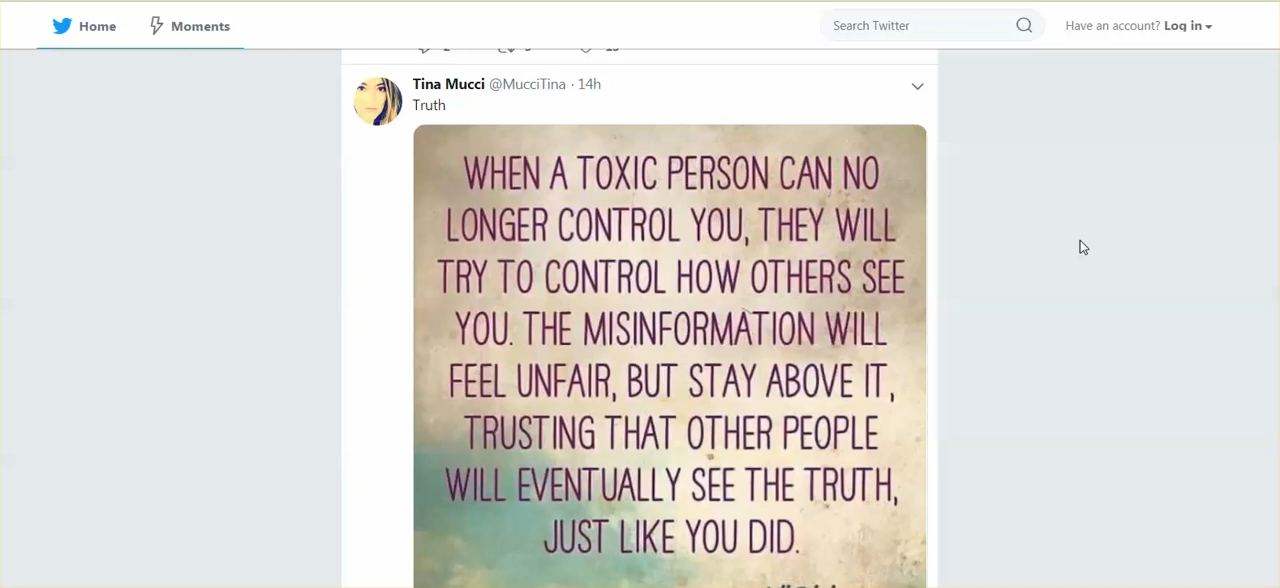 Home Moments Search Twitter Have an account? Log in
Tina Mucci @MucciTina · 14h
Truth
WHEN A TOXIC PERSON CAN NO
LONGER CONTROL YOU, THEY WILL
TRY TO CONTROL HOW OTHERS SEE
YOU. THE MISINFORMATION WILL
FEEL UNFAIR, BUT STAY ABOVE IT,
TRUSTING THAT OTHER PEOPLE
WILL EVENTUALLY SEE THE TRUTH,
JUST LIKE YOU DID.